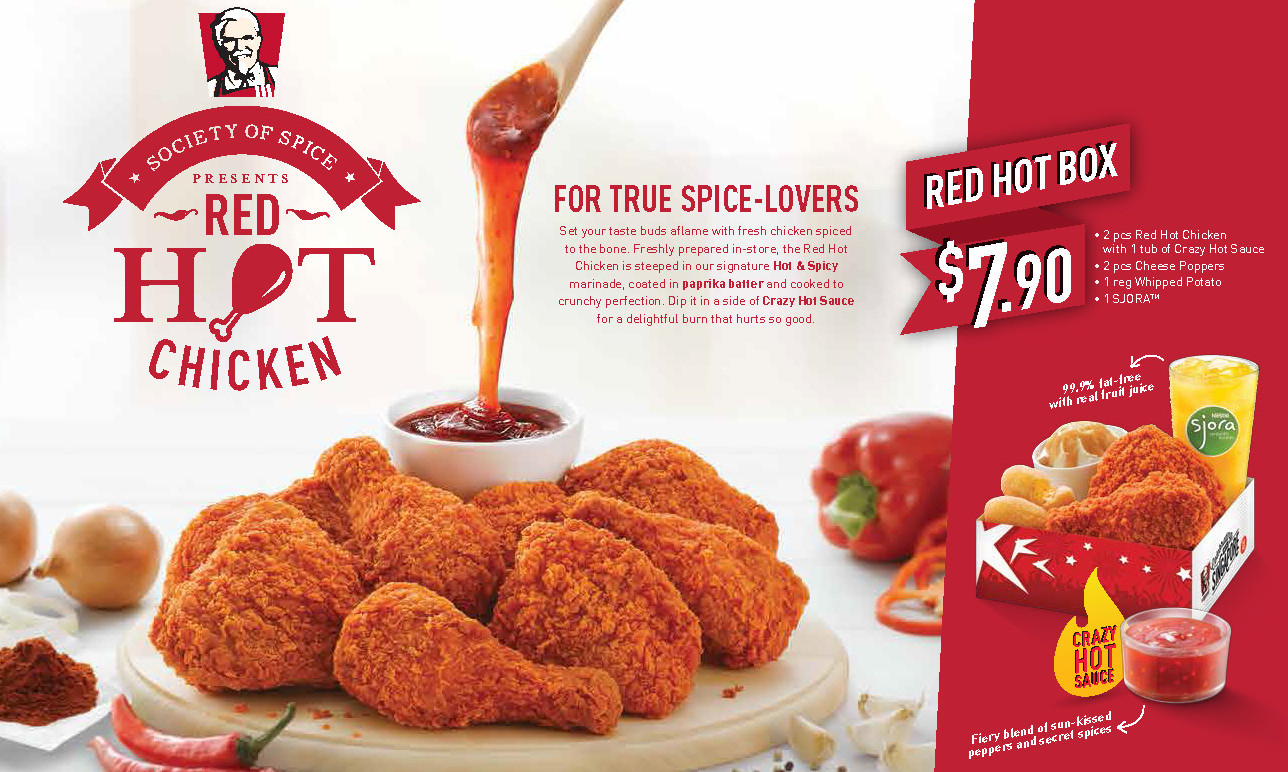 SOCIETY OF SPICE
PRESENTS
RED
HOT
CHICKEN
FOR TRUE SPICE-LOVERS
Set your taste buds aflame with fresh chicken spiced
to the bone. Freshly prepared in-store, the Red Hot
Chicken is steeped in our signature Hot & Spicy
marinade, coated in paprika batter and cooked to
crunchy perfection. Dip it in a side of Crazy Hot Sauce
for a delightful burn that hurts so good.
RED HOT BOX
$7.90
• 2 pcs Red Hot Chicken
with 1 tub of Crazy Hot Sauce
• 2 pcs Cheese Poppers
• 1 reg Whipped Potato
• 1 SJORA™
99.9% fat-free
with real fruit juice
Nestle
sjora
SINGAPORE
CRAZY
HOT
SAUCE
Fiery blend of sun-kissed
peppers and secret spices